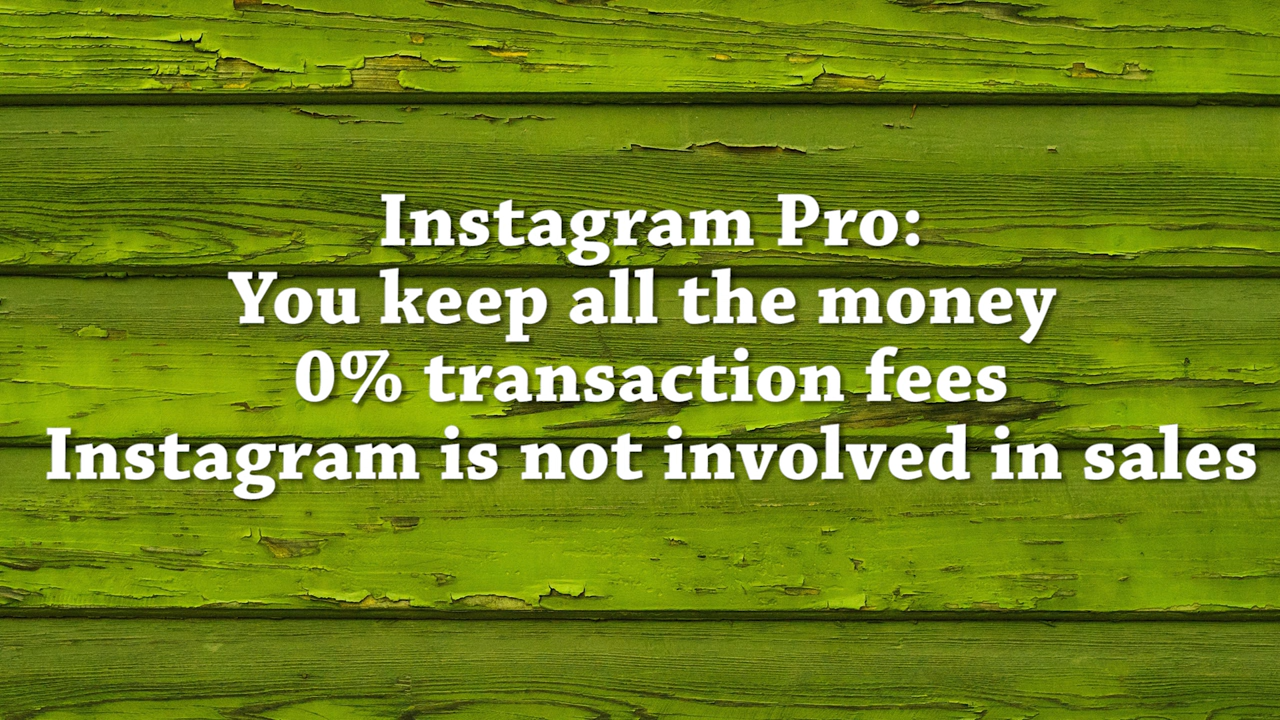 Instagram Pro:
You keep all the money
0% transaction fees
Instagram is not involved in sales